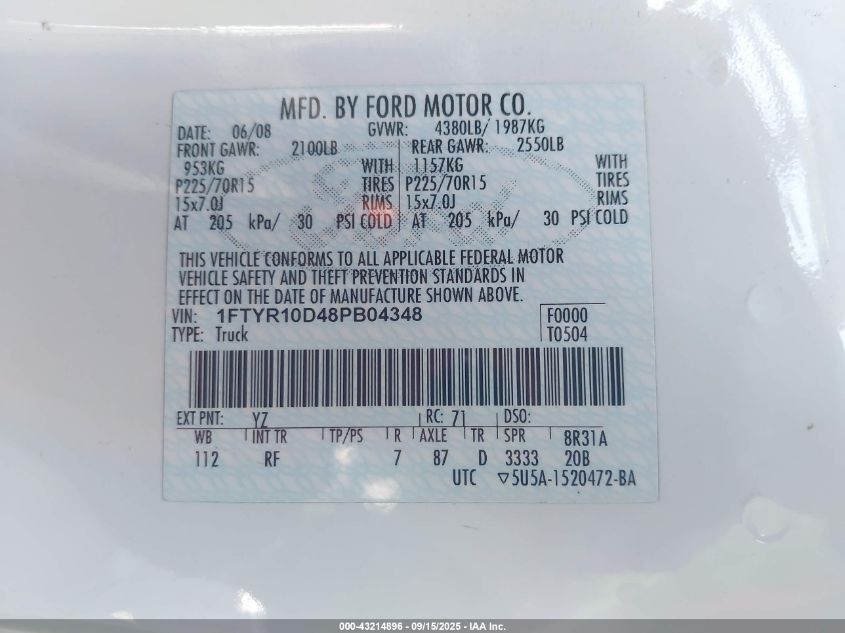 MFD. BY FORD MOTOR CO.
DATE: 06/08 GVWR: 4380LB/ 1987KG
FRONT GAWR: 2100LB REAR GAWR: 2550LB
953KG WITH 1157KG WITH
P225/70R15 TIRES P225/70R15 TIRES
15x7.0J RIMS 15x7.0J RIMS
AT 205 kPa/ 30 PSI COLD AT 205 kPa/ 30 PSI COLD
THIS VEHICLE CONFORMS TO ALL APPLICABLE FEDERAL MOTOR
VEHICLE SAFETY AND THEFT PREVENTION STANDARDS IN
EFFECT ON THE DATE OF MANUFACTURE SHOWN ABOVE.
VIN: 1FTYR10D48PB04348 F0000
TYPE: Truck T0504
EXT PNT: YZ RC: 71 DSO:
WB INT TR TP/PS R AXLE TR SPR 8R31A
112 RF 7 87 D 3333 20B
UTC ▽5U5A-1520472-BA
000-43214896 - 09/15/2025 - IAA Inc.